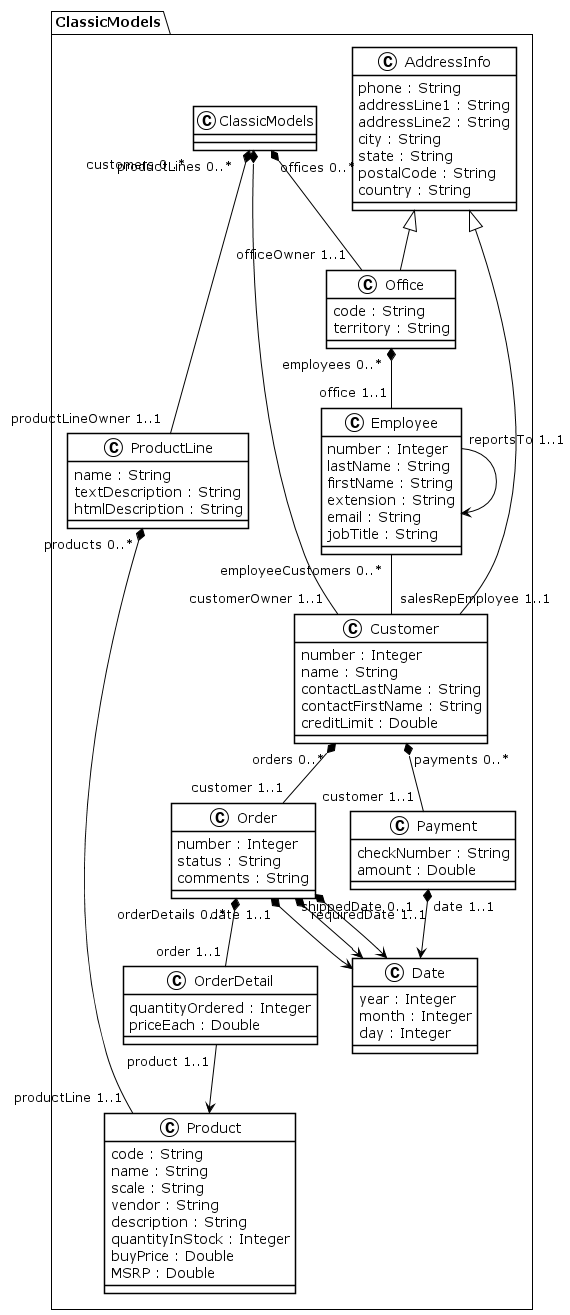 ClassicModels
C AddressInfo
phone : String
addressLine1 : String
addressLine2 : String
city : String
state : String
postalCode : String
country : String
C ClassicModels
customers 0..*
productLines 0..*
offices 0..*
officeOwner 1..1
C Office
code : String
territory : String
employees 0..*
office 1..1
productLineOwner 1..1
C Employee
number : Integer
lastName : String
firstName : String
extension : String
email : String
jobTitle : String
reportsTo 1..1
C ProductLine
name : String
textDescription : String
htmlDescription : String
products 0..*
employeeCustomers 0..*
customerOwner 1..1
salesRepEmployee 1..1
C Customer
number : Integer
name : String
contactLastName : String
contactFirstName : String
creditLimit : Double
orders 0..*
payments 0..*
customer 1..1
customer 1..1
C Order
number : Integer
status : String
comments : String
C Payment
checkNumber : String
amount : Double
orderDetails 0..*
date 1..1
shippedDate 0..1
requiredDate 1..1
date 1..1
order 1..1
C OrderDetail
quantityOrdered : Integer
priceEach : Double
C Date
year : Integer
month : Integer
day : Integer
product 1..1
productLine 1..1
C Product
code : String
name : String
scale : String
vendor : String
description : String
quantityInStock : Integer
buyPrice : Double
MSRP : Double